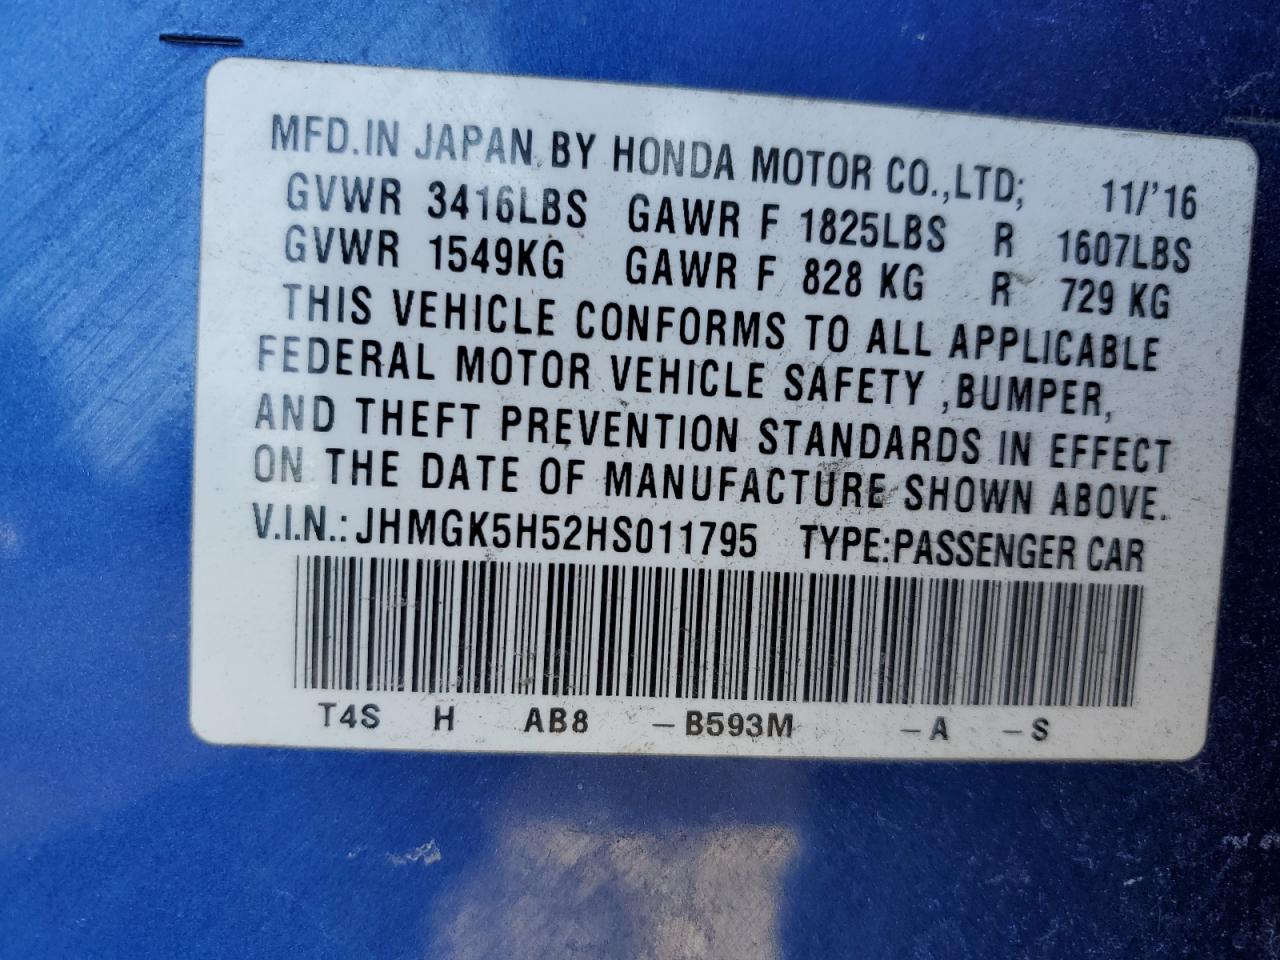 MFD.IN JAPAN BY HONDA MOTOR CO.,LTD; 11/'16
GVWR 3416LBS GAWR F 1825LBS R 1607LBS
GVWR 1549KG GAWR F 828 KG R 729 KG
THIS VEHICLE CONFORMS TO ALL APPLICABLE
FEDERAL MOTOR VEHICLE SAFETY ,BUMPER,
AND THEFT PREVENTION STANDARDS IN EFFECT
ON THE DATE OF MANUFACTURE SHOWN ABOVE.
V.I.N.: JHMGK5H52HS011795 TYPE:PASSENGER CAR
T4S H AB8 –B593M –A –S